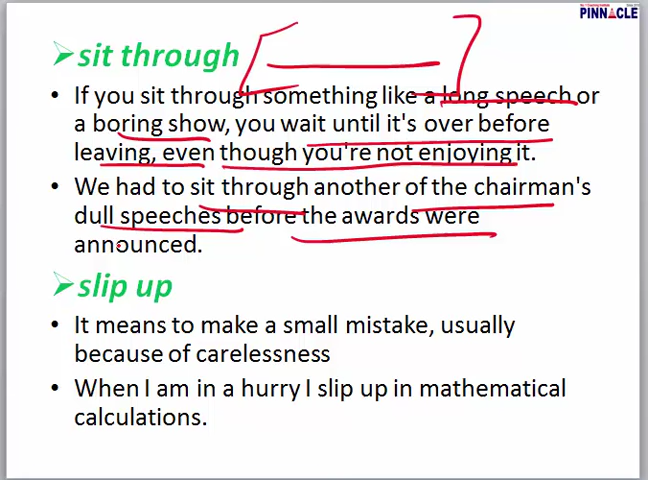 PINNACLE
sit through
If you sit through something like a long speech or
a boring show, you wait until it's over before
leaving, even though you're not enjoying it.
We had to sit through another of the chairman's
dull speeches before the awards were
announced.
slip up
It means to make a small mistake, usually
because of carelessness
When I am in a hurry I slip up in mathematical
calculations.